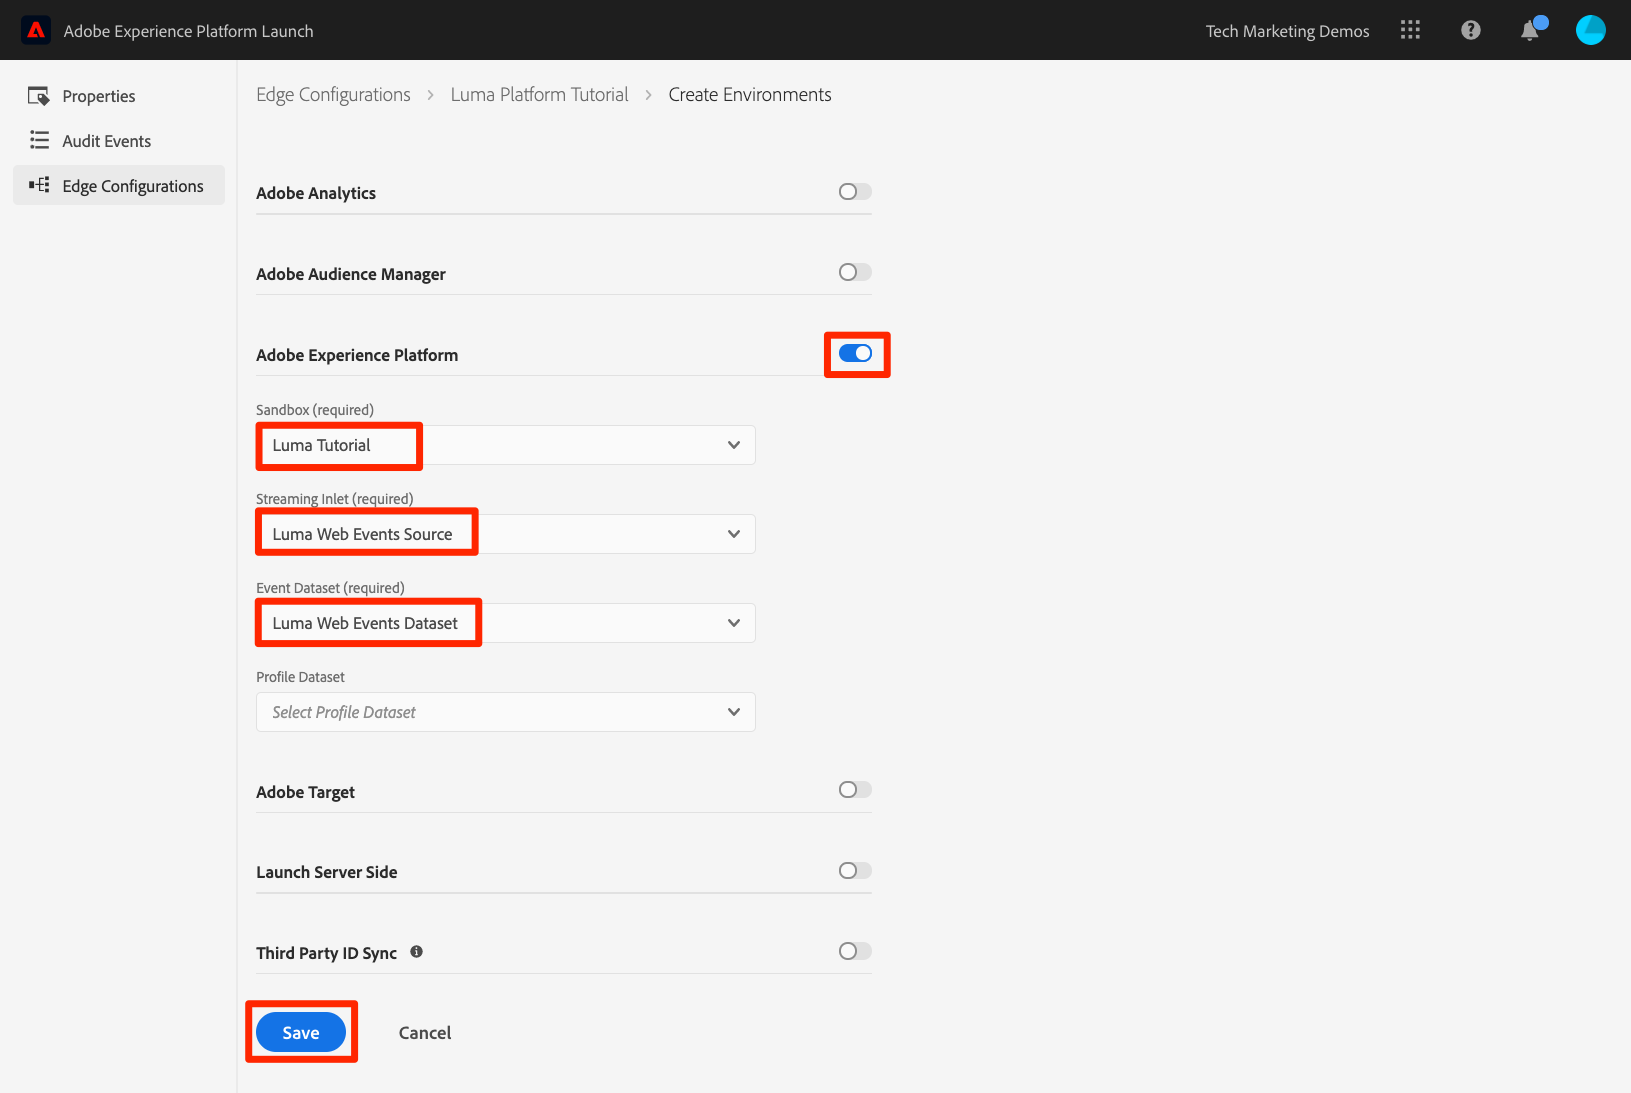 Adobe Experience Platform Launch
Tech Marketing Demos
Properties
Audit Events
Edge Configurations
Edge Configurations > Luma Platform Tutorial > Create Environments
Adobe Analytics
Adobe Audience Manager
Adobe Experience Platform
Sandbox (required)
Luma Tutorial
Streaming Inlet (required)
Luma Web Events Source
Event Dataset (required)
Luma Web Events Dataset
Profile Dataset
Select Profile Dataset
Adobe Target
Launch Server Side
Third Party ID Sync
Save
Cancel